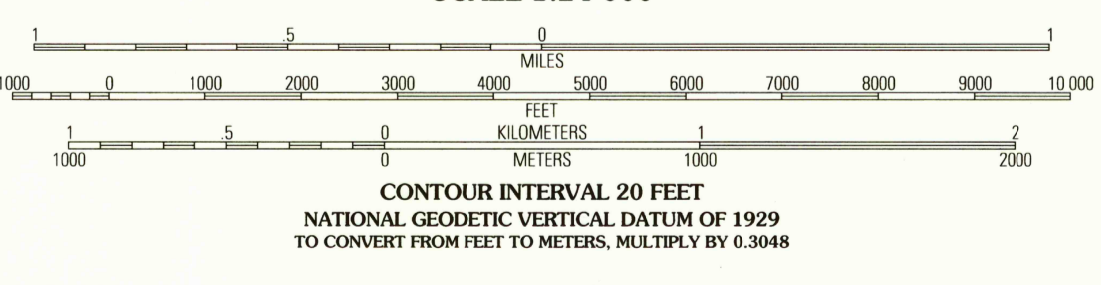 1 .5 0 1
MILES
1000 0 1000 2000 3000 4000 5000 6000 7000 8000 9000 10 000
FEET
1 .5 0 KILOMETERS 1 2
1000 0 METERS 1000 2000
CONTOUR INTERVAL 20 FEET
NATIONAL GEODETIC VERTICAL DATUM OF 1929
TO CONVERT FROM FEET TO METERS, MULTIPLY BY 0.3048